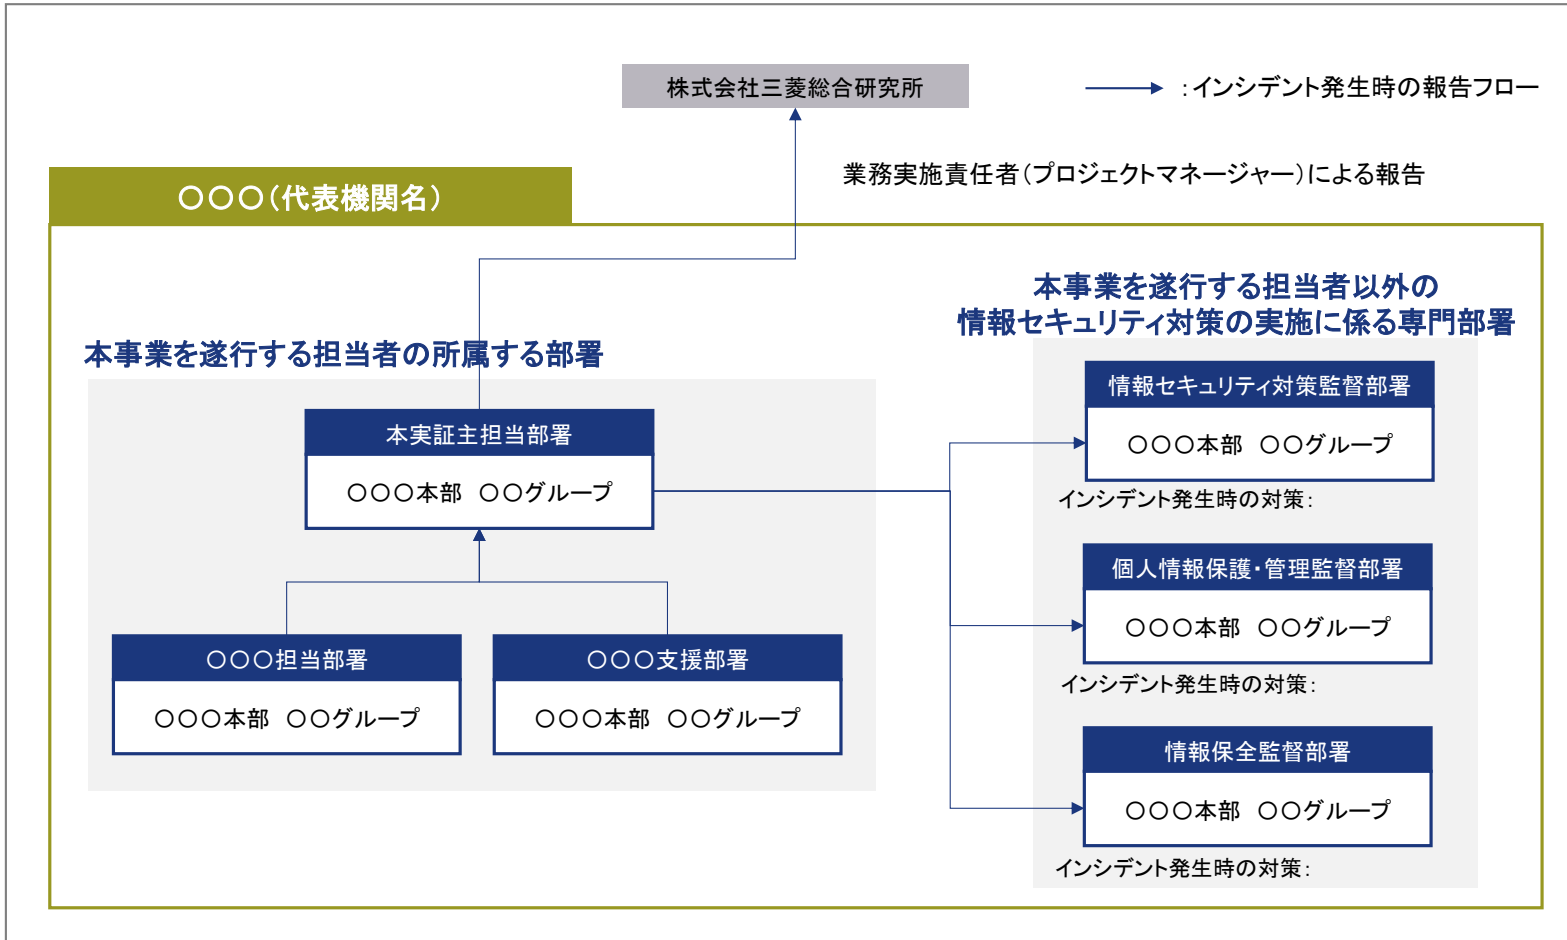 株式会社三菱総合研究所
：インシデント発生時の報告フロー
業務実施責任者（プロジェクトマネージャー）による報告
〇〇〇（代表機関名）
本事業を遂行する担当者の所属する部署
本実証主担当部署
〇〇〇本部　〇〇グループ
〇〇〇担当部署
〇〇〇本部　〇〇グループ
〇〇〇支援部署
〇〇〇本部　〇〇グループ
本事業を遂行する担当者以外の
情報セキュリティ対策の実施に係る専門部署
情報セキュリティ対策監督部署
〇〇〇本部　〇〇グループ
インシデント発生時の対策：
個人情報保護・管理監督部署
〇〇〇本部　〇〇グループ
インシデント発生時の対策：
情報保全監督部署
〇〇〇本部　〇〇グループ
インシデント発生時の対策：